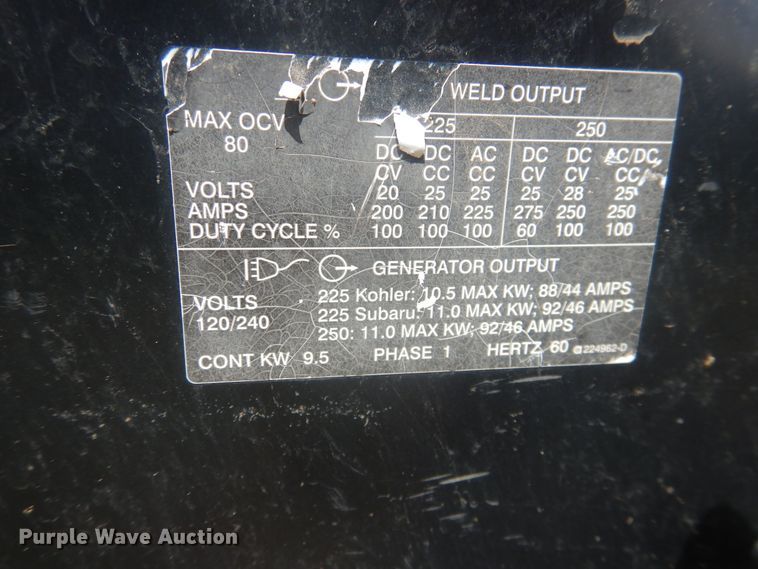 WELD OUTPUT
MAX OCV 225 250
80
DC DC AC DC DC AC/DC
CV CC CC CV CV CC
VOLTS 20 25 25 25 28 25
AMPS 200 210 225 275 250 250
DUTY CYCLE % 100 100 100 60 100 100
GENERATOR OUTPUT
VOLTS
120/240
225 Kohler: 10.5 MAX KW; 88/44 AMPS
225 Subaru: 11.0 MAX KW; 92/46 AMPS
250: 11.0 MAX KW; 92/46 AMPS
CONT KW 9.5 PHASE 1 HERTZ 60 224962-D
Purple Wave Auction